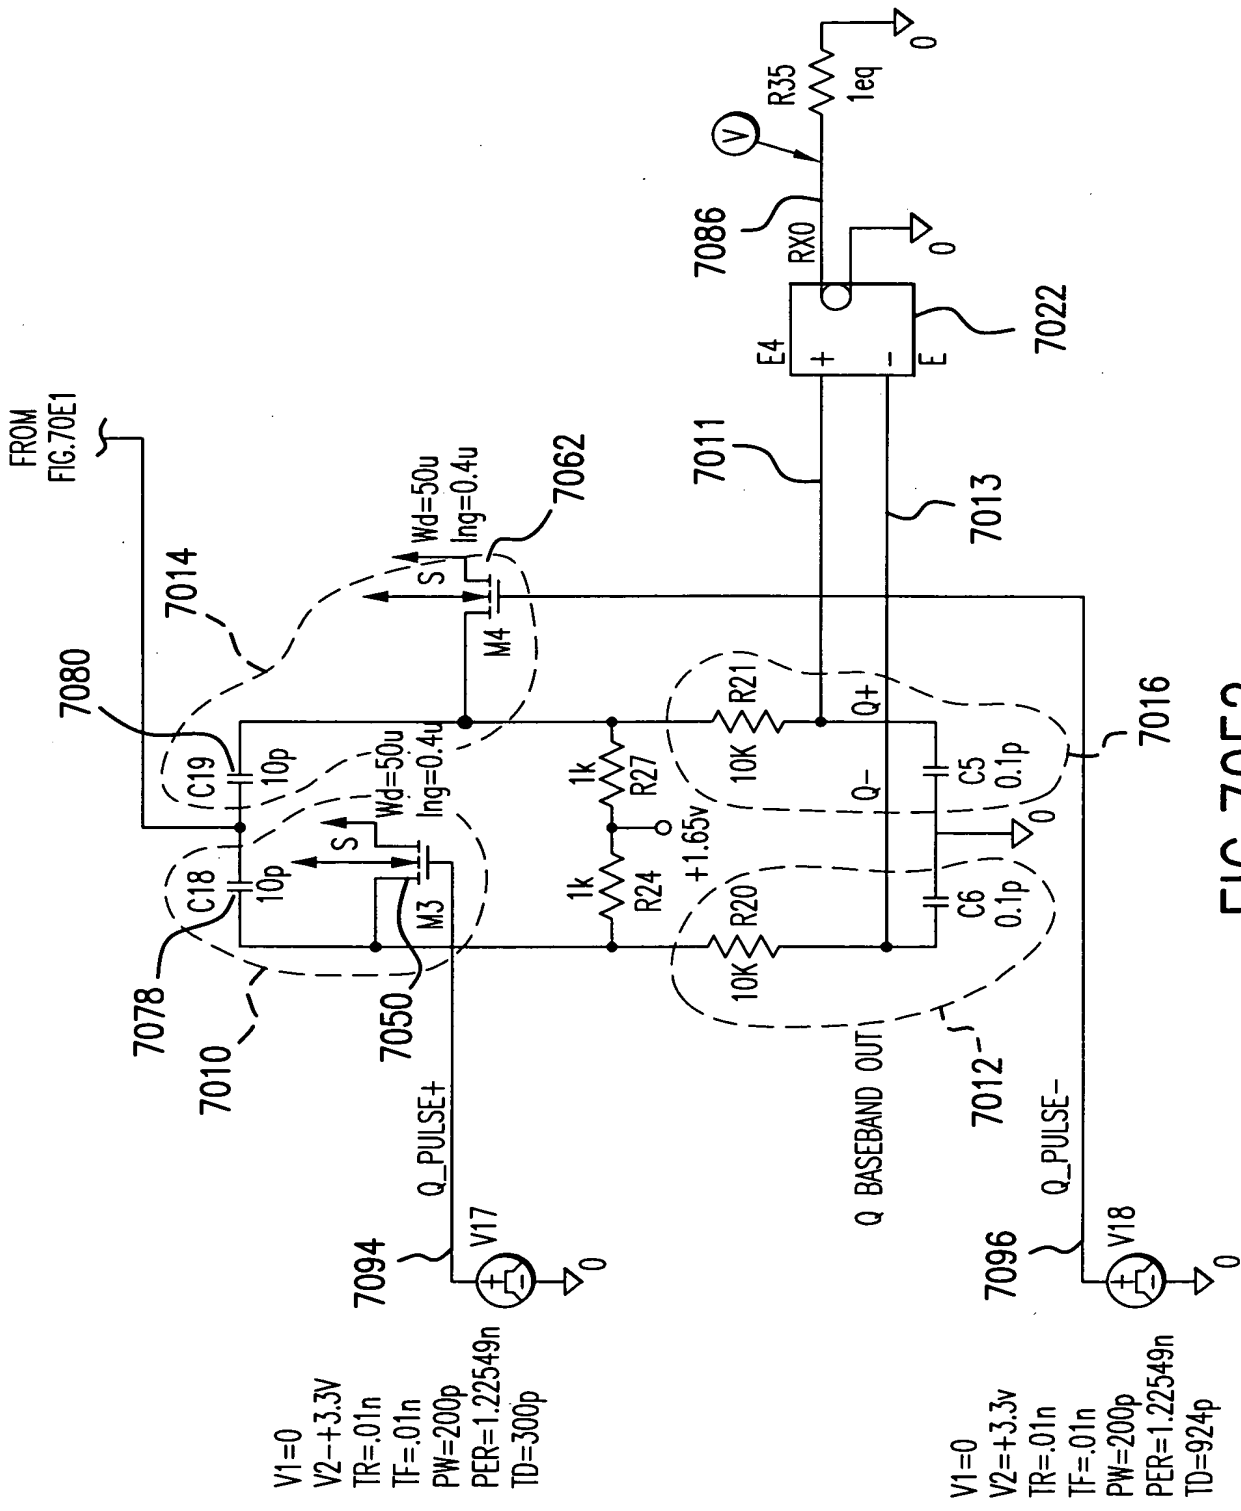 FROM
FIG.70E1
7014
7080
C19
10p
7078
C18
10p
7010
Wd=50u
lng=0.4u
S
7062
M4
Wd=50u
lng=0.4u
S
M3
7050
Q_PULSE+
7094
V17
0
V1=0
V2-+3.3V
TR=.01n
TF=.01n
PW=200p
PER=1.22549n
TD=300p
1k
R27
1k
R24
+1.65v
R21
10K
Q+
R20
10K
Q-
C5
0.1p
C6
0.1p
0
7016
7012
Q BASEBAND OUT
7011
7013
E4
+
-
E
7022
RX0
7086
V
R35
1eq
0
0
Q_PULSE-
7096
V18
0
V1=0
V2=+3.3v
TR=.01n
TF=.01n
PW=200p
PER=1.22549n
TD=924p